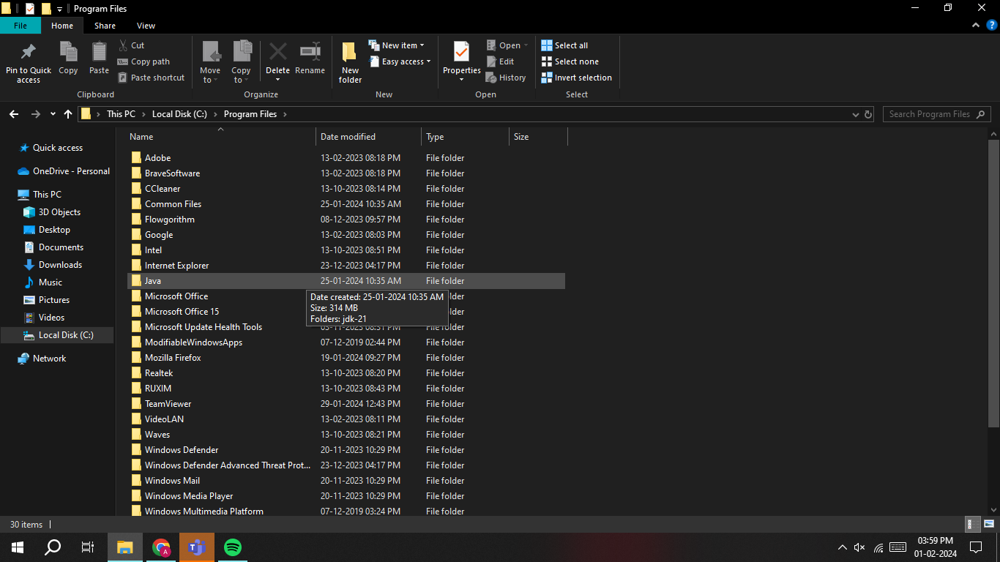 Program Files
File Home Share View
Pin to Quick access
Copy
Paste
Cut
Copy path
Paste shortcut
Clipboard
Move to
Copy to
Delete
Rename
Organize
New folder
New item
Easy access
New
Properties
Open
Edit
History
Open
Select all
Select none
Invert selection
Select
This PC › Local Disk (C:) › Program Files ›
Search Program Files
Quick access
OneDrive - Personal
This PC
3D Objects
Desktop
Documents
Downloads
Music
Pictures
Videos
Local Disk (C:)
Network
Name Date modified Type Size
Adobe 13-02-2023 08:18 PM File folder
BraveSoftware 13-02-2023 08:18 PM File folder
CCleaner 13-10-2023 08:14 PM File folder
Common Files 25-01-2024 10:35 AM File folder
Flowgorithm 08-12-2023 09:57 PM File folder
Google 13-02-2023 08:03 PM File folder
Intel 13-10-2023 08:51 PM File folder
Internet Explorer 23-12-2023 04:17 PM File folder
Java 25-01-2024 10:35 AM File folder
Microsoft Office
Date created: 25-01-2024 10:35 AM
Size: 314 MB
Folders: jdk-21
Microsoft Office 15
Microsoft Update Health Tools File folder
ModifiableWindowsApps 07-12-2019 02:44 PM File folder
Mozilla Firefox 19-01-2024 09:27 PM File folder
Realtek 13-10-2023 08:20 PM File folder
RUXIM 13-10-2023 08:43 PM File folder
TeamViewer 29-01-2024 12:43 PM File folder
VideoLAN 13-02-2023 08:11 PM File folder
Waves 13-10-2023 08:21 PM File folder
Windows Defender 20-11-2023 10:29 PM File folder
Windows Defender Advanced Threat Prot... 23-12-2023 04:17 PM File folder
Windows Mail 20-11-2023 10:29 PM File folder
Windows Media Player 20-11-2023 10:29 PM File folder
Windows Multimedia Platform 07-12-2019 03:24 PM File folder
30 items
03:59 PM
01-02-2024